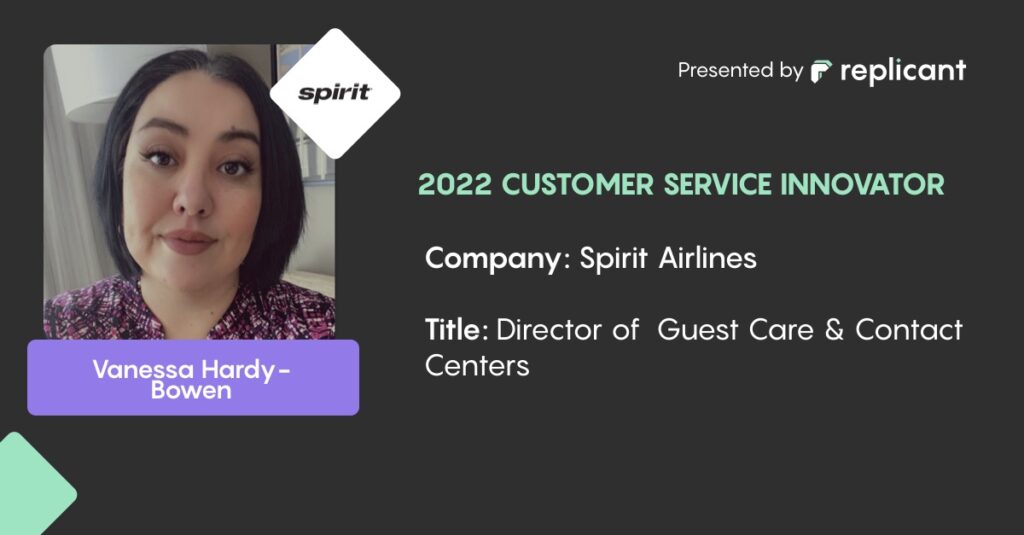 spirit
Presented by replicant
2022 CUSTOMER SERVICE INNOVATOR
Company: Spirit Airlines
Title: Director of Guest Care & Contact
Centers
Vanessa Hardy-
Bowen